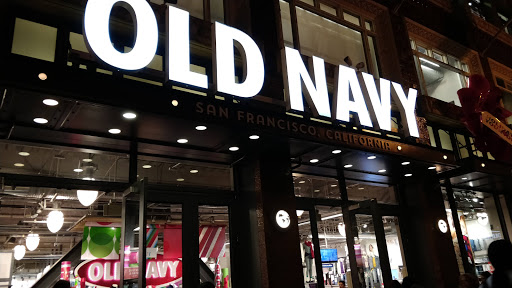 OLD NAVY
SAN FRANCISCO, CALIFORNIA
OLD NAVY